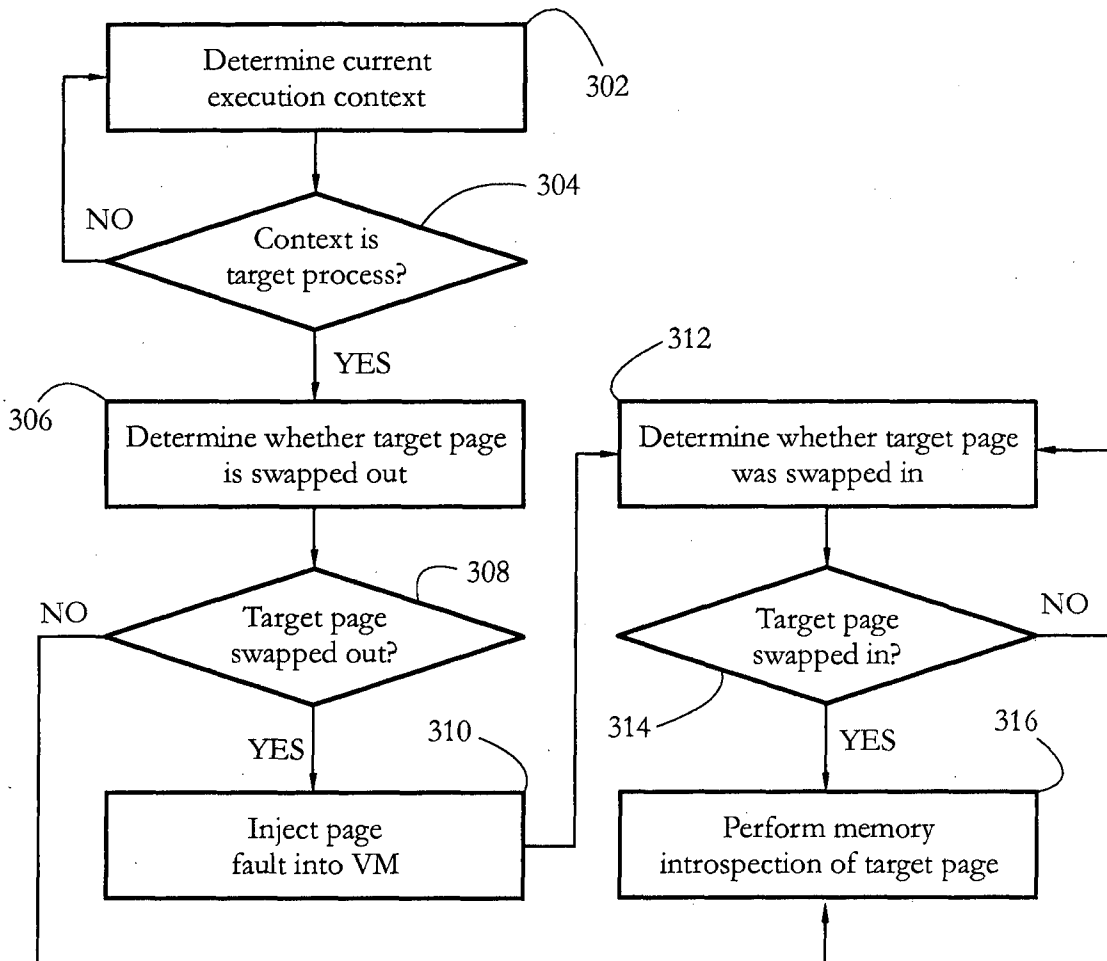 Determine current
execution context
302
304
NO
Context is
target process?
YES
306
Determine whether target page
is swapped out
308
NO
Target page
swapped out?
YES
310
Inject page
fault into VM
312
Determine whether target page
was swapped in
Target page
swapped in?
NO
314
YES
316
Perform memory
introspection of target page